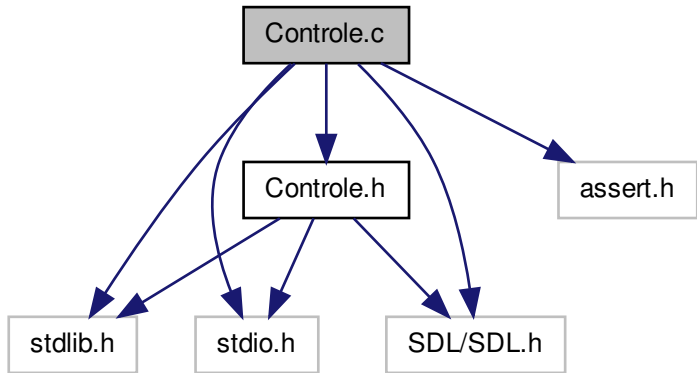 Controle.c
Controle.h
assert.h
stdlib.h
stdio.h
SDL/SDL.h